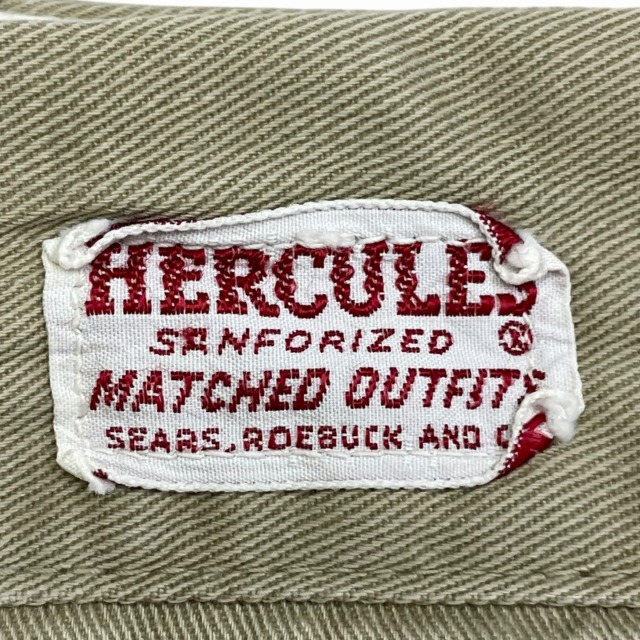 HERCULES
SANFORIZED ®
MATCHED OUTFITS
SEARS, ROEBUCK AND C